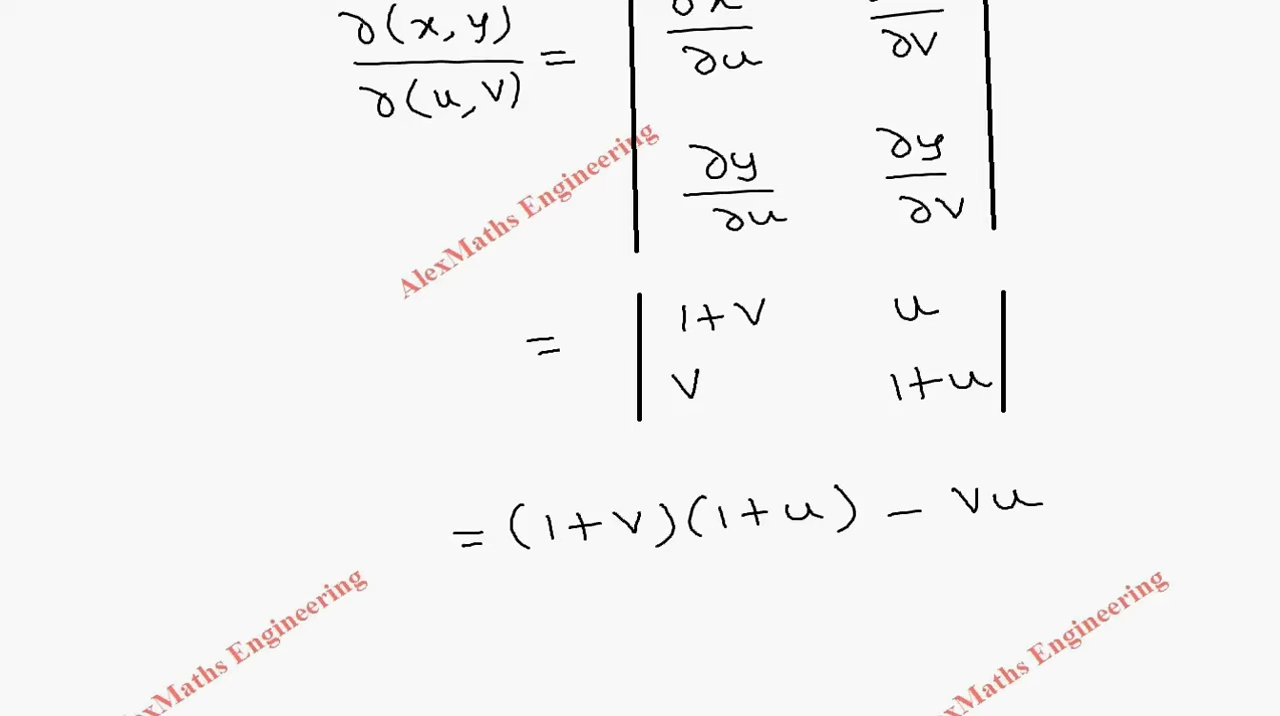 ∂(x, y) / ∂(u, v) = | ∂x/∂u  /∂v |
| ∂y/∂u  ∂y/∂v |
AlexMaths Engineering
= | 1+v  u |
| v  1+u |
= (1+v)(1+u) – vu
AlexMaths Engineering
AlexMaths Engineering